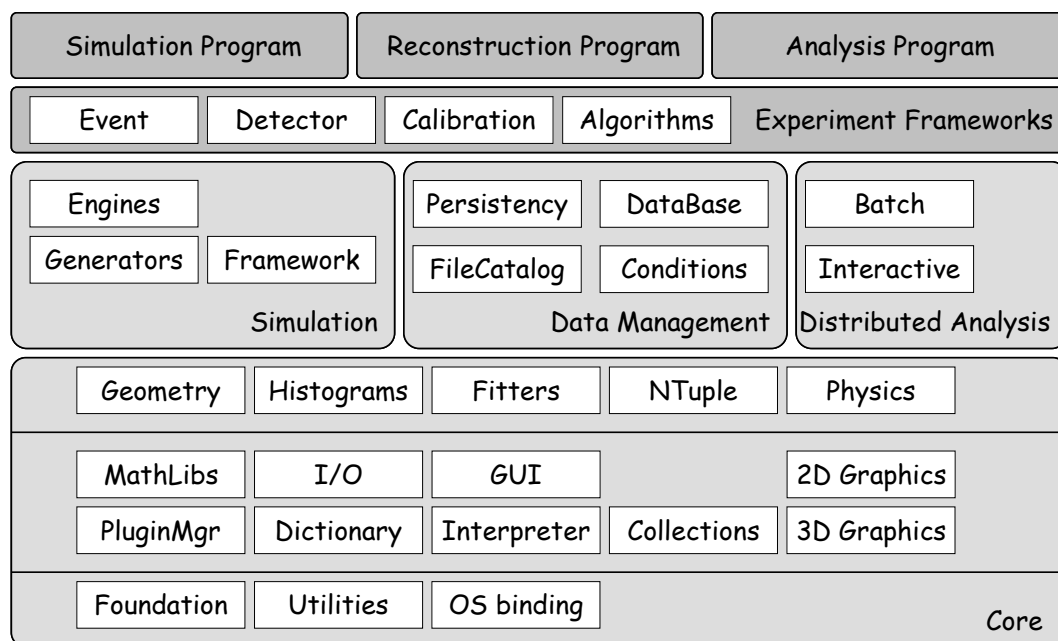 Simulation Program Reconstruction Program Analysis Program
Event Detector Calibration Algorithms Experiment Frameworks
Engines Persistency DataBase Batch
Generators Framework FileCatalog Conditions Interactive
Simulation Data Management Distributed Analysis
Geometry Histograms Fitters NTuple Physics
MathLibs I/O GUI 2D Graphics
PluginMgr Dictionary Interpreter Collections 3D Graphics
Foundation Utilities OS binding
Core